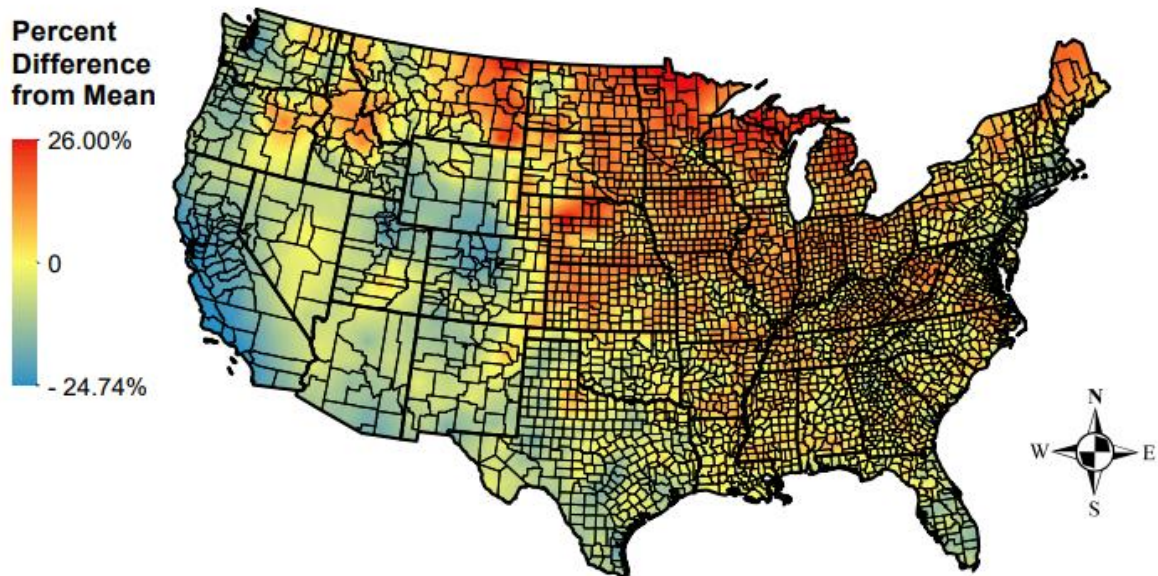 Percent
Difference
from Mean
26.00%
0
- 24.74%
N
W E
S